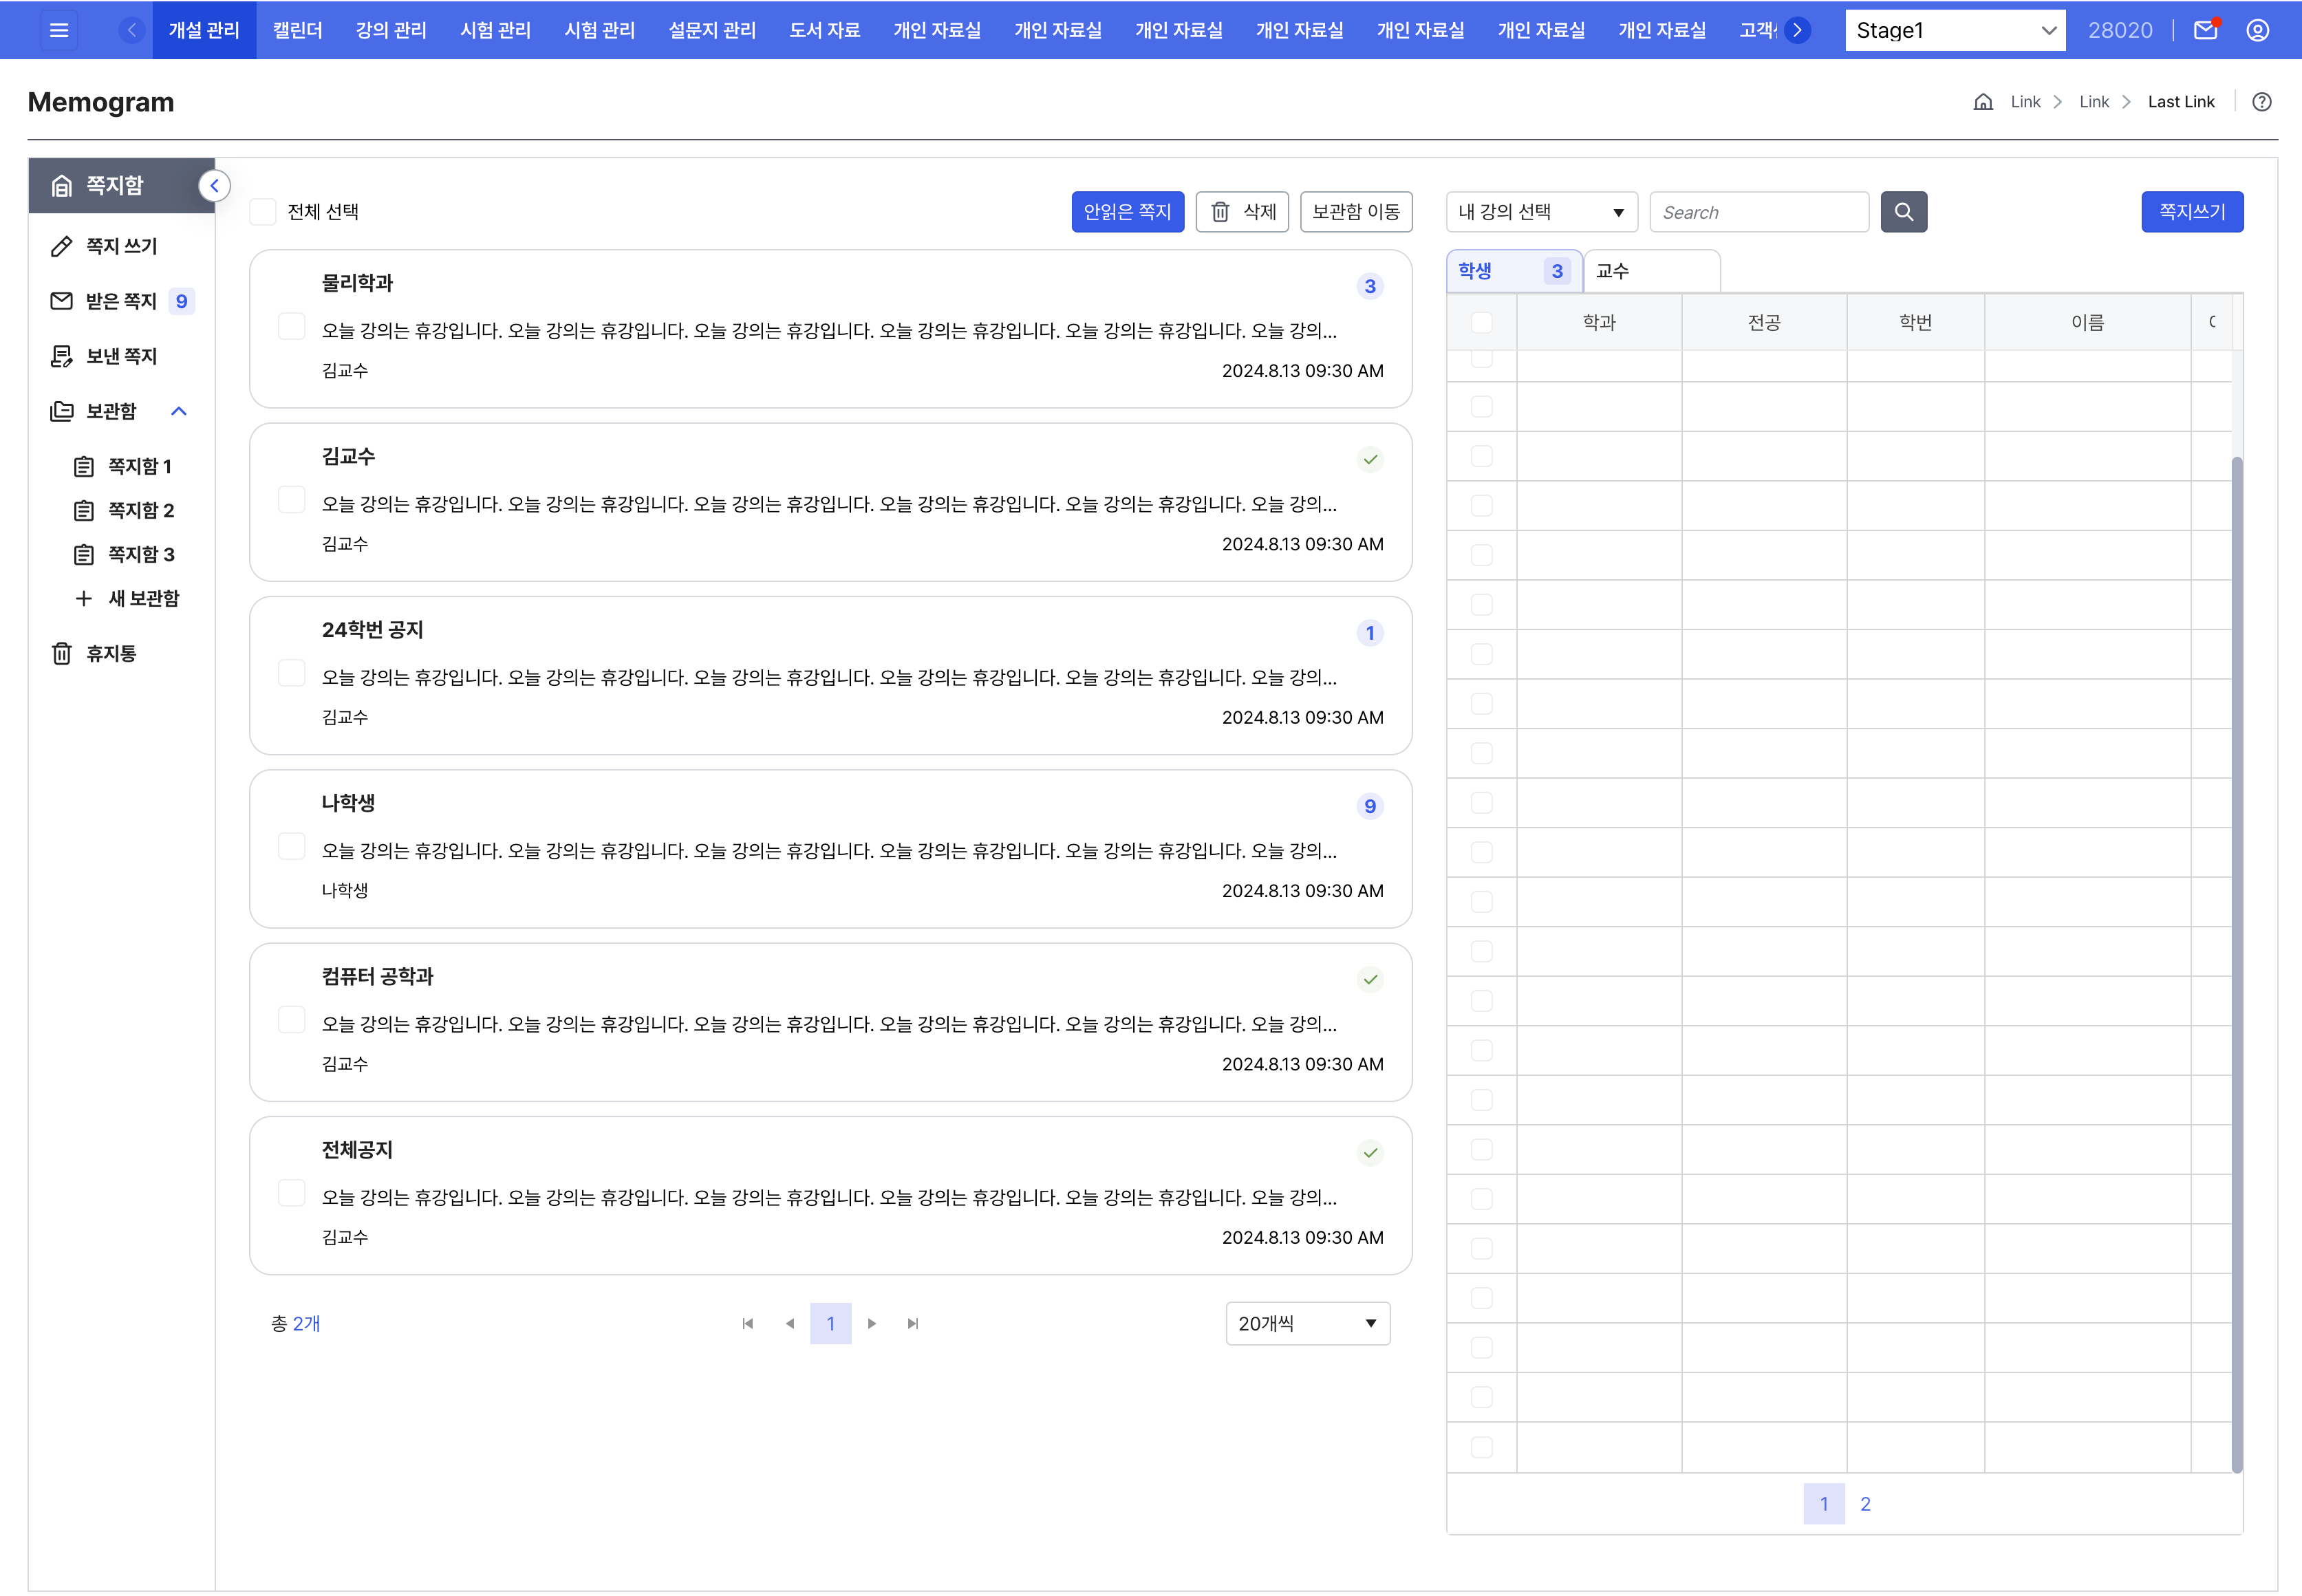 개설 관리 캘린더 강의 관리 시험 관리 시험 관리 설문지 관리 도서 자료 개인 자료실 개인 자료실 개인 자료실 개인 자료실 개인 자료실 개인 자료실 개인 자료실 Stage1 28020
Memogram
Link > Link > Last Link
쪽지함
쪽지 쓰기
받은 쪽지 9
보낸 쪽지
보관함
쪽지함 1
쪽지함 2
쪽지함 3
새 보관함
휴지통
전체 선택 안읽은 쪽지 삭제 보관함 이동
물리학과 3
오늘 강의는 휴강입니다. 오늘 강의는 휴강입니다. 오늘 강의는 휴강입니다. 오늘 강의는 휴강입니다. 오늘 강의는 휴강입니다. 오늘 강의...
김교수 2024.8.13 09:30 AM
김교수
오늘 강의는 휴강입니다. 오늘 강의는 휴강입니다. 오늘 강의는 휴강입니다. 오늘 강의는 휴강입니다. 오늘 강의는 휴강입니다. 오늘 강의...
김교수 2024.8.13 09:30 AM
24학번 공지 1
오늘 강의는 휴강입니다. 오늘 강의는 휴강입니다. 오늘 강의는 휴강입니다. 오늘 강의는 휴강입니다. 오늘 강의는 휴강입니다. 오늘 강의...
김교수 2024.8.13 09:30 AM
나학생 9
오늘 강의는 휴강입니다. 오늘 강의는 휴강입니다. 오늘 강의는 휴강입니다. 오늘 강의는 휴강입니다. 오늘 강의는 휴강입니다. 오늘 강의...
나학생 2024.8.13 09:30 AM
컴퓨터 공학과
오늘 강의는 휴강입니다. 오늘 강의는 휴강입니다. 오늘 강의는 휴강입니다. 오늘 강의는 휴강입니다. 오늘 강의는 휴강입니다. 오늘 강의...
김교수 2024.8.13 09:30 AM
전체공지
오늘 강의는 휴강입니다. 오늘 강의는 휴강입니다. 오늘 강의는 휴강입니다. 오늘 강의는 휴강입니다. 오늘 강의는 휴강입니다. 오늘 강의...
김교수 2024.8.13 09:30 AM
총 2개 1 20개씩
내 강의 선택 Search 쪽지쓰기
학생 3 교수
학과 전공 학번 이름
1 2